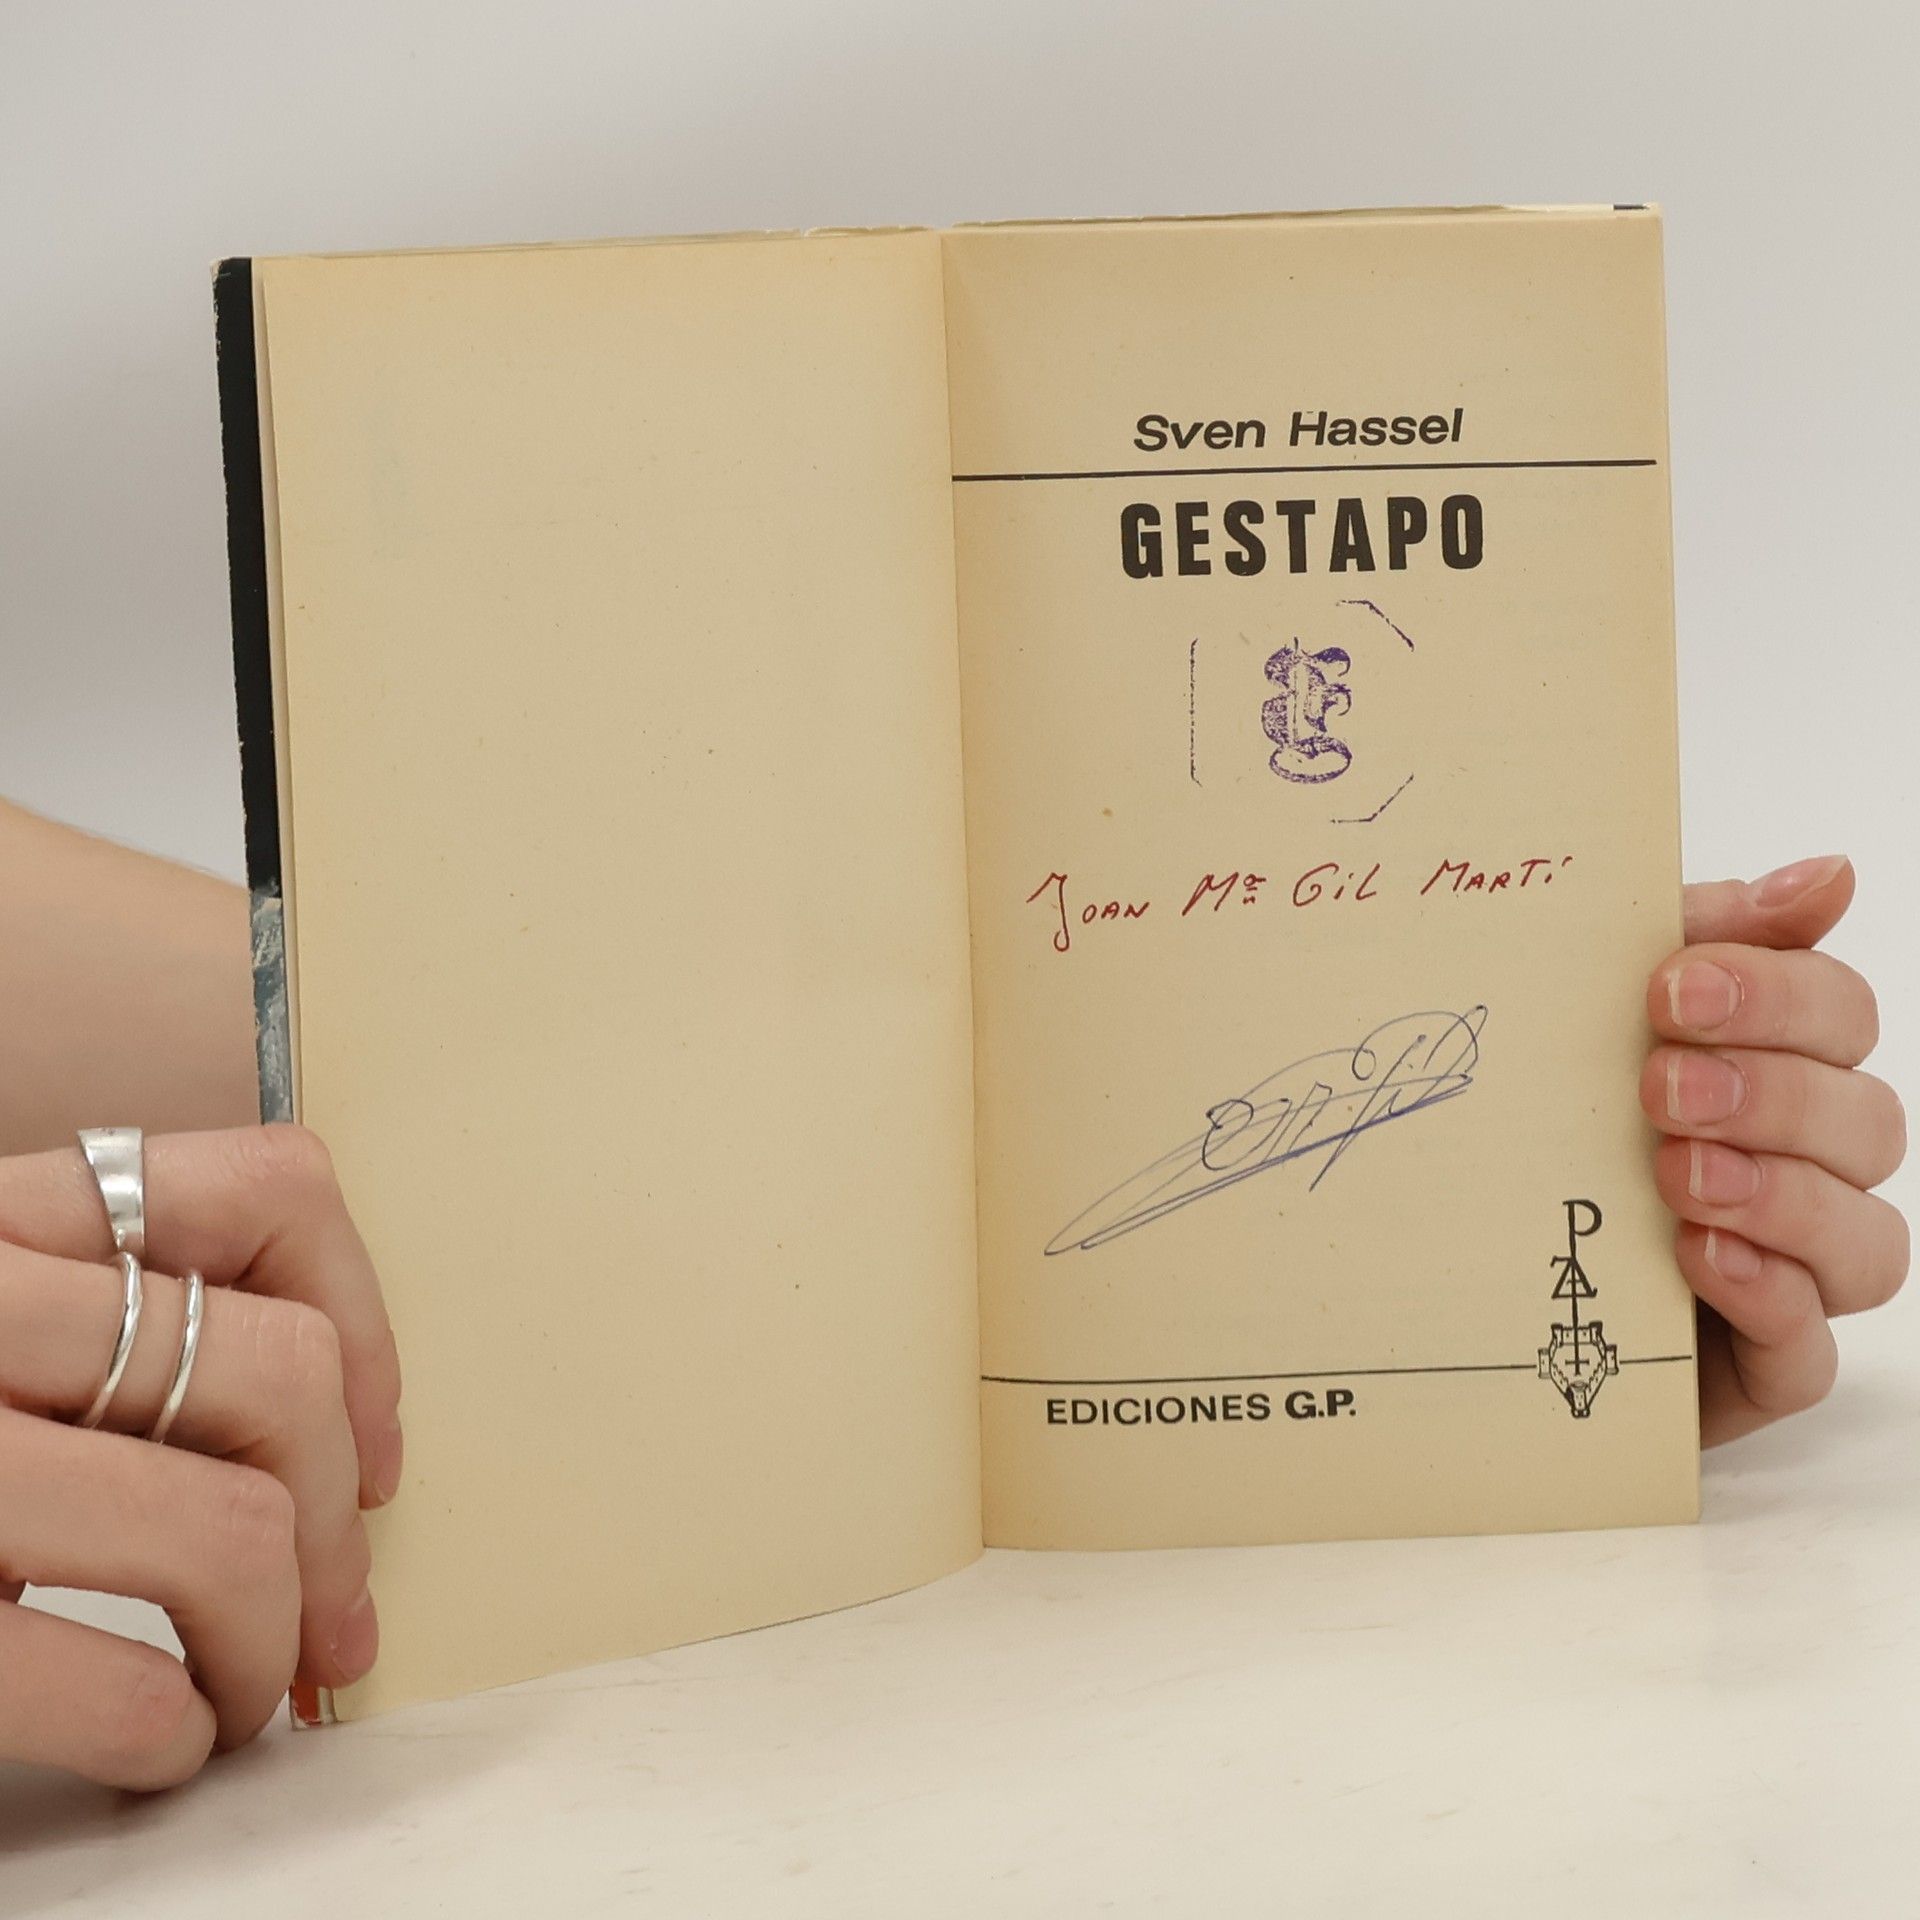 Sven Hassel
GESTAPO
Joan Mª Gil Martí
P
EDICIONES G.P.